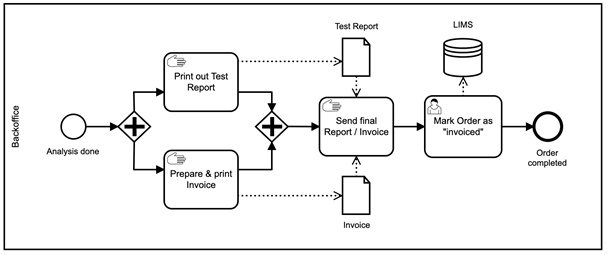 Backoffice
Analysis done
Print out Test
Report
Prepare & print
Invoice
Test Report
Send final
Report / Invoice
Invoice
LIMS
Mark Order as
"invoiced"
Order
completed